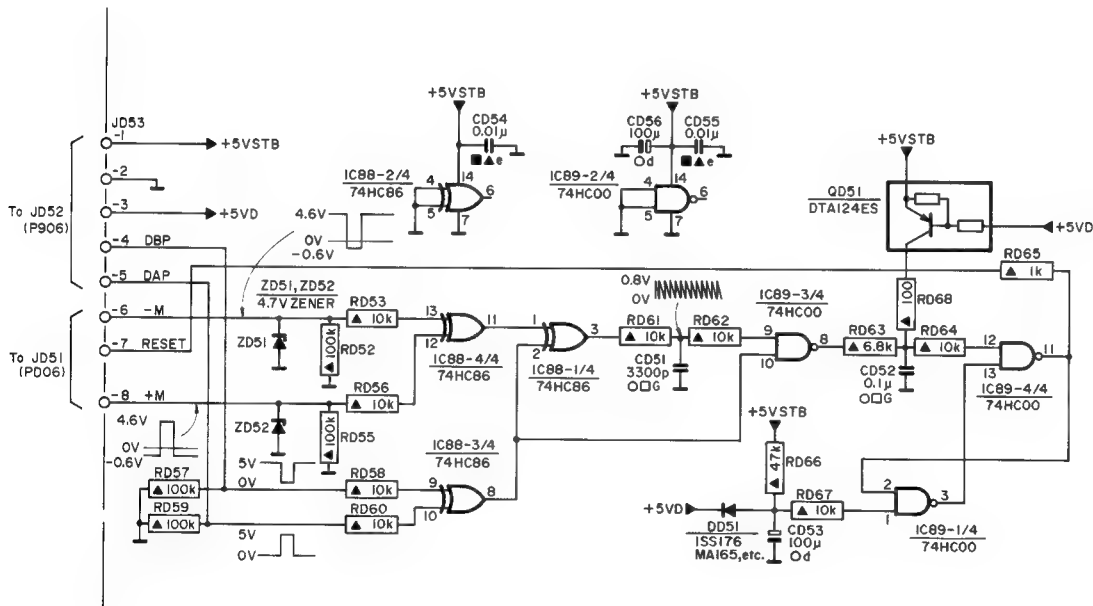 +5VSTB
+5VSTB
CD54
0.01µ
■▲e
14
4
5
6
7
IC88-2/4
74HC86
CD56
100µ
Od
CD55
0.01µ
■▲e
14
4
5
6
7
IC89-2/4
74HC00
+5VSTB
QD51
DTA124ES
+5VD
JD53
-1
+5VSTB
-2
-3
+5VD
-4 DBP
-5 DAP
-6 -M
-7 RESET
-8 +M
To JD52
(P906)
To JD51
(PD06)
4.6V
0V
-0.6V
ZD51, ZD52
4.7V ZENER
ZD51
▲ 100k
RD52
RD53
▲ 10k
13
12
11
IC88-4/4
74HC86
1
2
3
IC88-1/4
74HC86
0.8V
0V
RD61
▲ 10k
RD62
▲ 10k
CD51
3300p
○□G
9
10
8
IC89-3/4
74HC00
RD63
▲ 6.8k
▲ 100
RD68
RD64
▲ 10k
RD65
▲ 1k
CD52
0.1µ
○□G
12
13
11
IC89-4/4
74HC00
4.6V
0V
-0.6V
ZD52
▲ 100k
RD55
RD56
▲ 10k
5V
0V
RD57
▲ 100k
RD59
▲ 100k
5V
0V
RD58
▲ 10k
RD60
▲ 10k
IC88-3/4
74HC86
9
10
8
+5VSTB
▲ 47k
RD66
+5VD
DD51
1SS176
MA165,etc.
CD53
100µ
Od
RD67
▲ 10k
2
1
3
IC89-1/4
74HC00